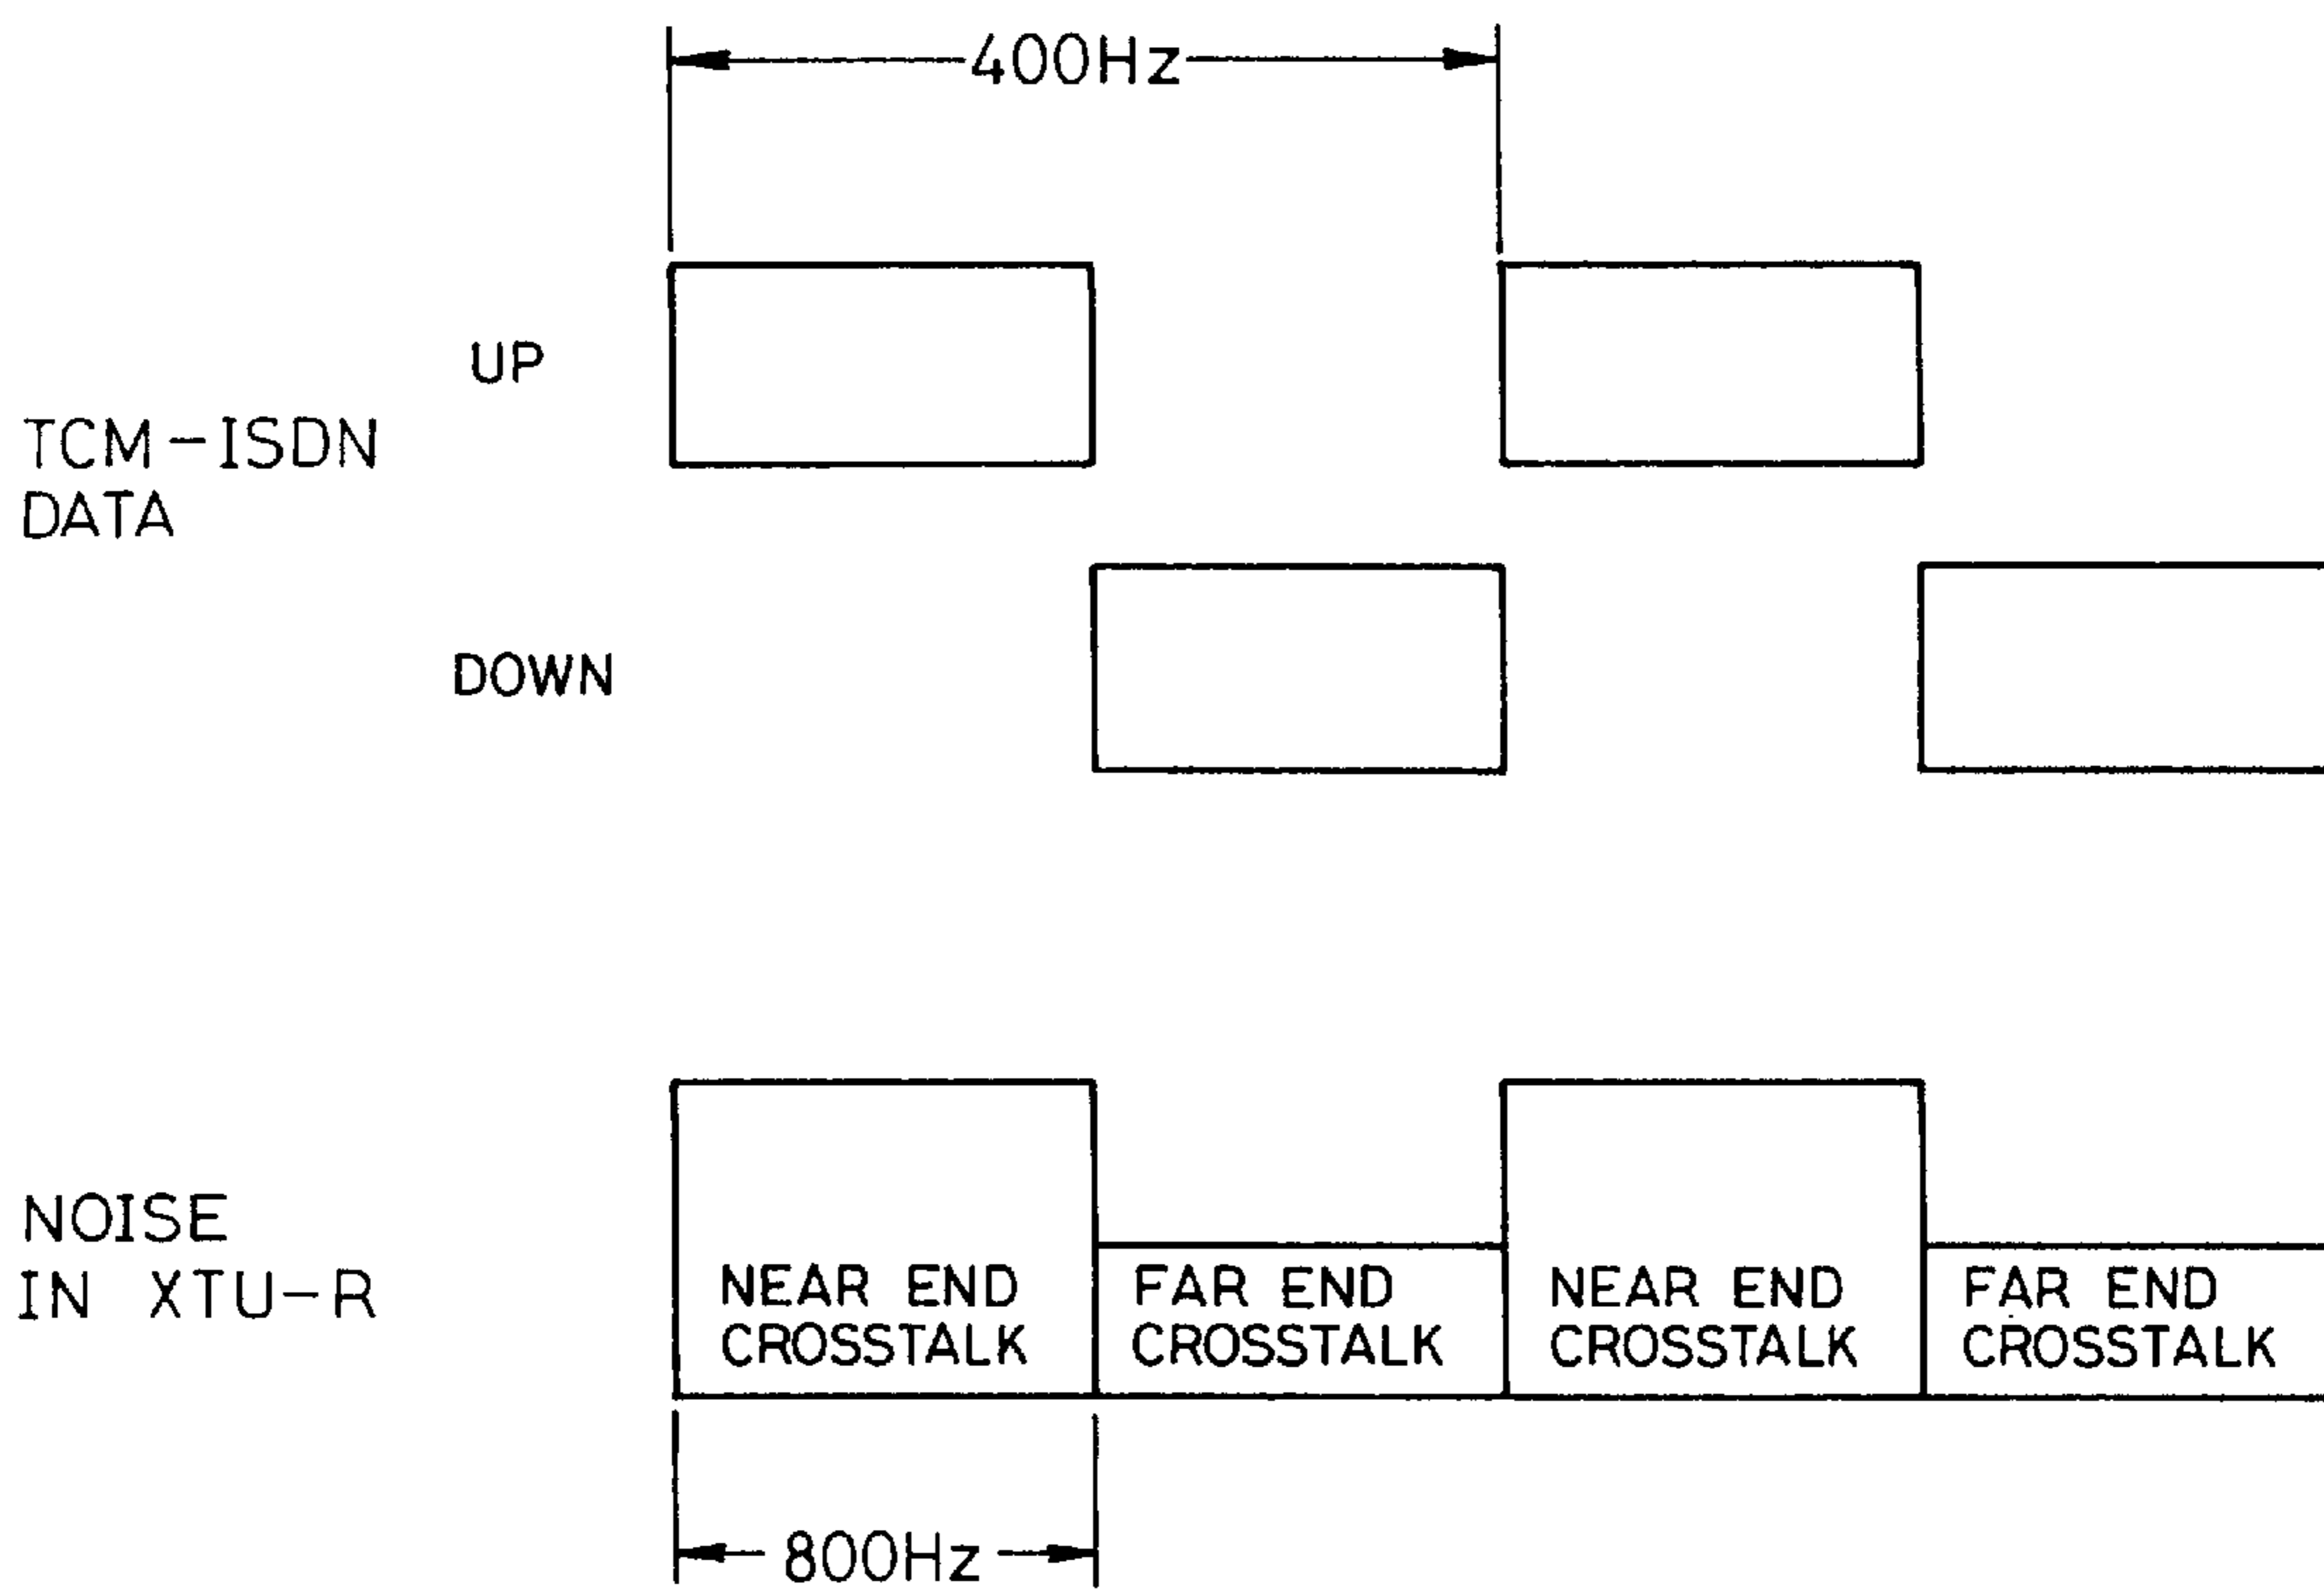 400Hz
UP
TCM-ISDN
DATA
DOWN
NOISE
IN XTU-R
NEAR END
CROSSTALK
FAR END
CROSSTALK
NEAR END
CROSSTALK
FAR END
CROSSTALK
800Hz